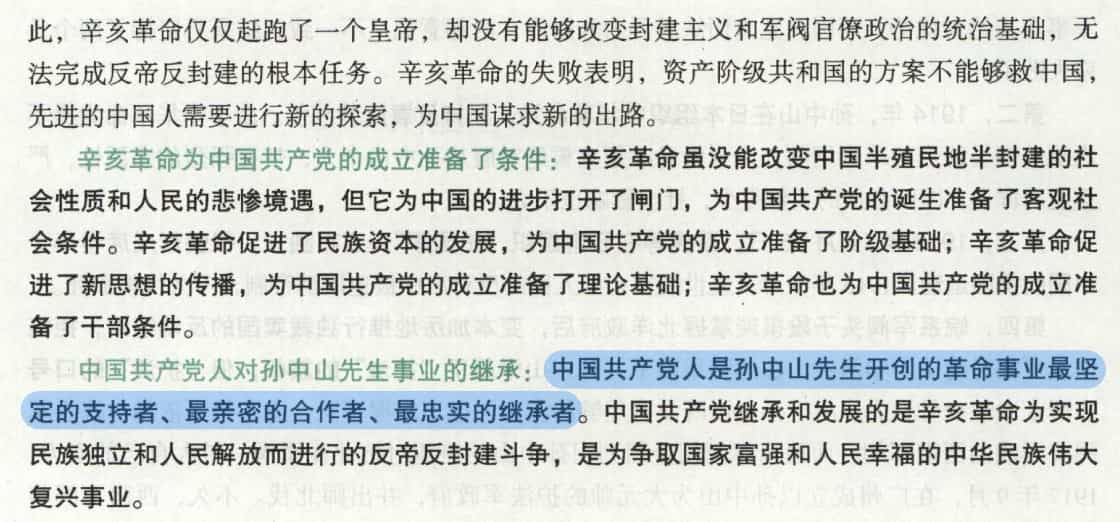 此，辛亥革命仅仅赶跑了一个皇帝，却没有能够改变封建主义和军阀官僚政治的统治基础，无
法完成反帝反封建的根本任务。辛亥革命的失败表明，资产阶级共和国的方案不能够救中国，
先进的中国人需要进行新的探索，为中国谋求新的出路。
辛亥革命为中国共产党的成立准备了条件：辛亥革命虽没能改变中国半殖民地半封建的社
会性质和人民的悲惨境遇，但它为中国的进步打开了闸门，为中国共产党的诞生准备了客观社
会条件。辛亥革命促进了民族资本的发展，为中国共产党的成立准备了阶级基础；辛亥革命促
进了新思想的传播，为中国共产党的成立准备了理论基础；辛亥革命也为中国共产党的成立准
备了干部条件。
中国共产党人对孙中山先生事业的继承：中国共产党人是孙中山先生开创的革命事业最坚
定的支持者、最亲密的合作者、最忠实的继承者。中国共产党继承和发展的是辛亥革命为实现
民族独立和人民解放而进行的反帝反封建斗争，是为争取国家富强和人民幸福的中华民族伟大
复兴事业。